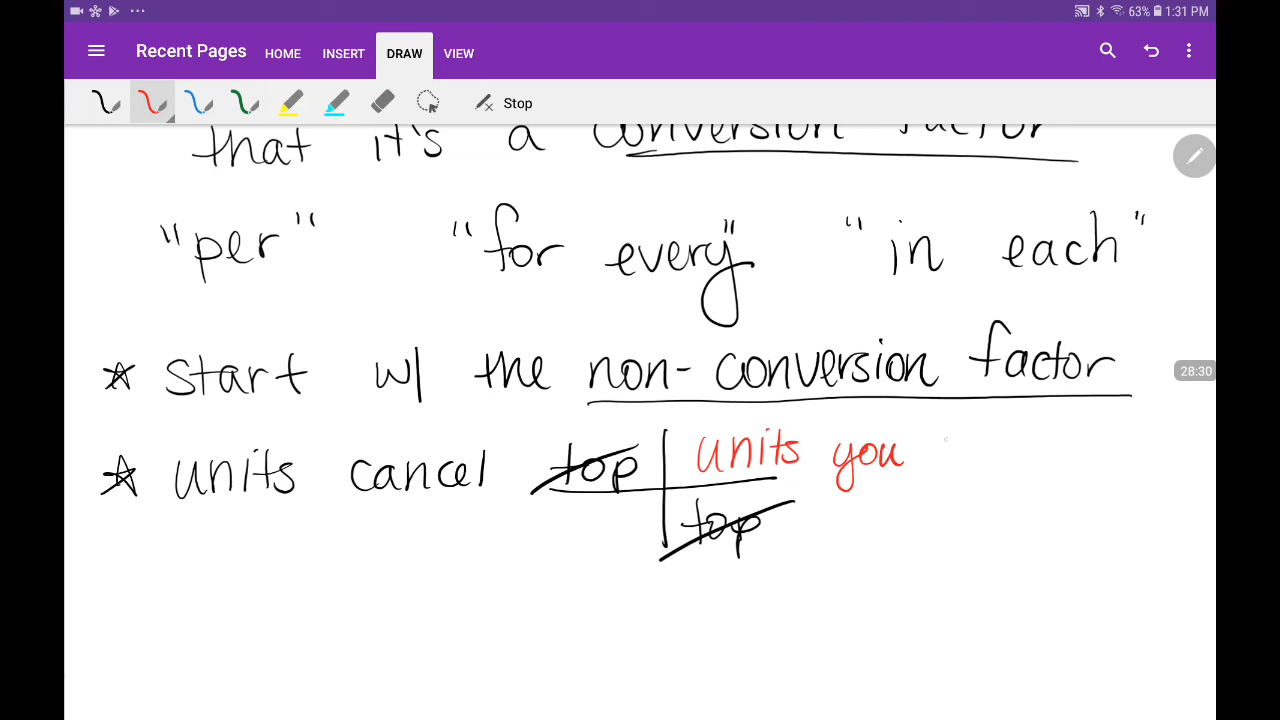 63% 1:31 PM
Recent Pages HOME INSERT DRAW VIEW
Stop
that it's a conversion factor
"per" "for every" "in each"
☆ start w/ the non-conversion factor
28:30
☆ units cancel top | units you
top